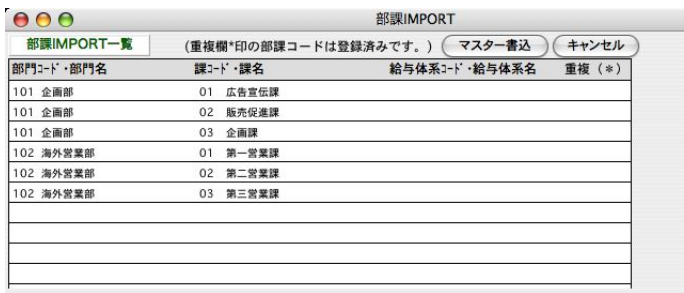 部課IMPORT
部課IMPORT一覧 (重複欄*印の部課コードは登録済みです。) マスター書込 キャンセル
部門ｺｰﾄﾞ・部門名 課ｺｰﾄﾞ・課名 給与体系ｺｰﾄﾞ・給与体系名 重複（*）
101 企画部 01 広告宣伝課
101 企画部 02 販売促進課
101 企画部 03 企画課
102 海外営業部 01 第一営業課
102 海外営業部 02 第二営業課
102 海外営業部 03 第三営業課